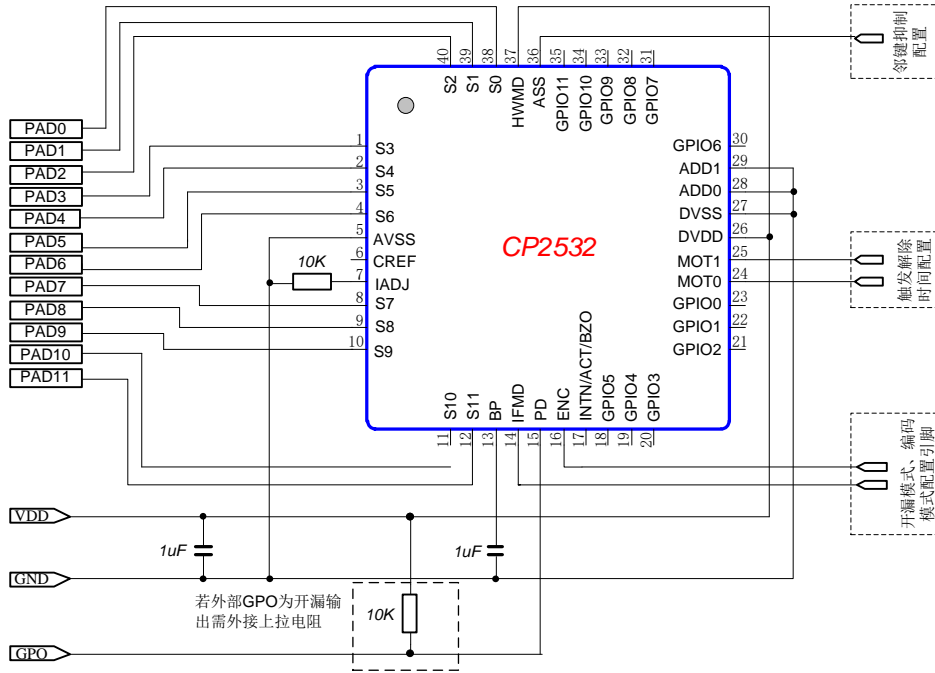 40
39
38
37
36
35
34
33
32
31
S2
S1
S0
HWMD
ASS
GPIO11
GPIO10
GPIO9
GPIO8
GPIO7
邻键抑制
配置
PAD0
PAD1
PAD2
PAD3
PAD4
PAD5
PAD6
PAD7
PAD8
PAD9
PAD10
PAD11
1 S3
2 S4
3 S5
4 S6
5 AVSS
6 CREF
7 IADJ
8 S7
9 S8
10 S9
10K
CP2532
GPIO6 30
ADD1 29
ADD0 28
DVSS 27
DVDD 26
MOT1 25
MOT0 24
GPIO0 23
GPIO1 22
GPIO2 21
触发解除
时间配置
S10
S11
BP
IFMD
PD
ENC
INTN/ACT/BZO
GPIO5
GPIO4
GPIO3
11
12
13
14
15
16
17
18
19
20
开漏模式、编码
模式配置引脚
VDD
1uF
1uF
GND
若外部GPO为开漏输
出需外接上拉电阻
10K
GPO